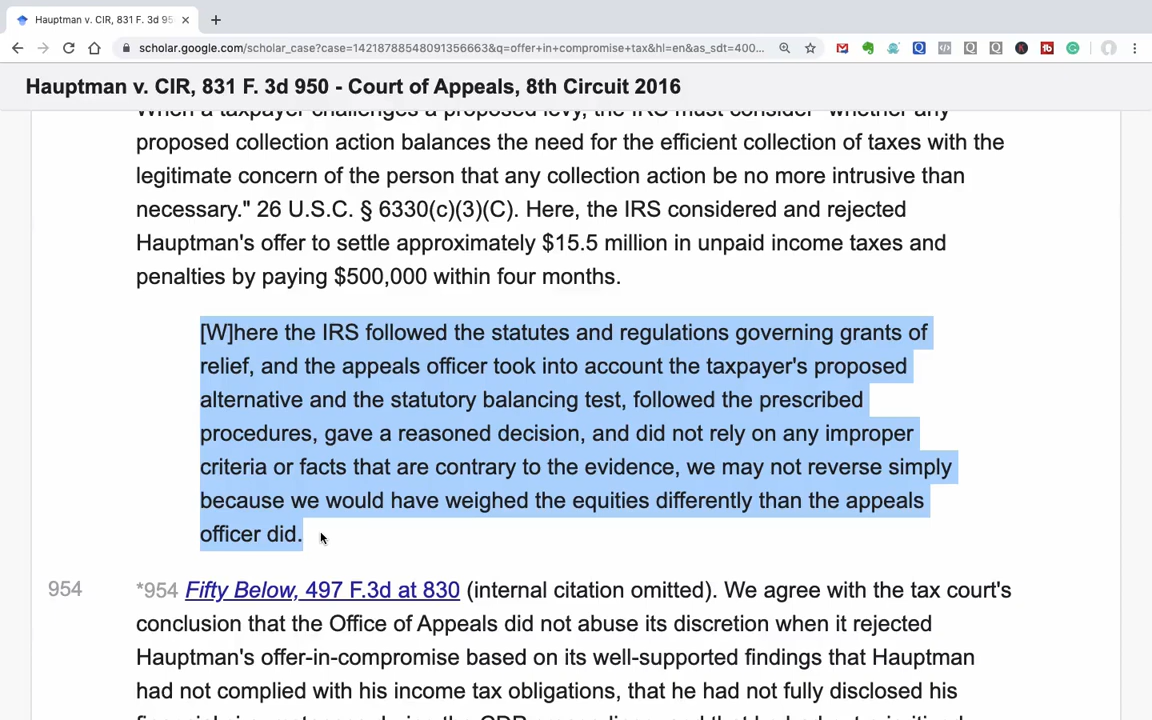 Hauptman v. CIR, 831 F. 3d 95
scholar.google.com/scholar_case?case=14218788548091356663&q=offer+in+compromise+tax&hl=en&as_sdt=400...
Hauptman v. CIR, 831 F. 3d 950 - Court of Appeals, 8th Circuit 2016
When a taxpayer challenges a proposed levy, the IRS must consider "whether any
proposed collection action balances the need for the efficient collection of taxes with the
legitimate concern of the person that any collection action be no more intrusive than
necessary." 26 U.S.C. § 6330(c)(3)(C). Here, the IRS considered and rejected
Hauptman's offer to settle approximately $15.5 million in unpaid income taxes and
penalties by paying $500,000 within four months.
[W]here the IRS followed the statutes and regulations governing grants of
relief, and the appeals officer took into account the taxpayer's proposed
alternative and the statutory balancing test, followed the prescribed
procedures, gave a reasoned decision, and did not rely on any improper
criteria or facts that are contrary to the evidence, we may not reverse simply
because we would have weighed the equities differently than the appeals
officer did.
954 *954 Fifty Below, 497 F.3d at 830 (internal citation omitted). We agree with the tax court's
conclusion that the Office of Appeals did not abuse its discretion when it rejected
Hauptman's offer-in-compromise based on its well-supported findings that Hauptman
had not complied with his income tax obligations, that he had not fully disclosed his